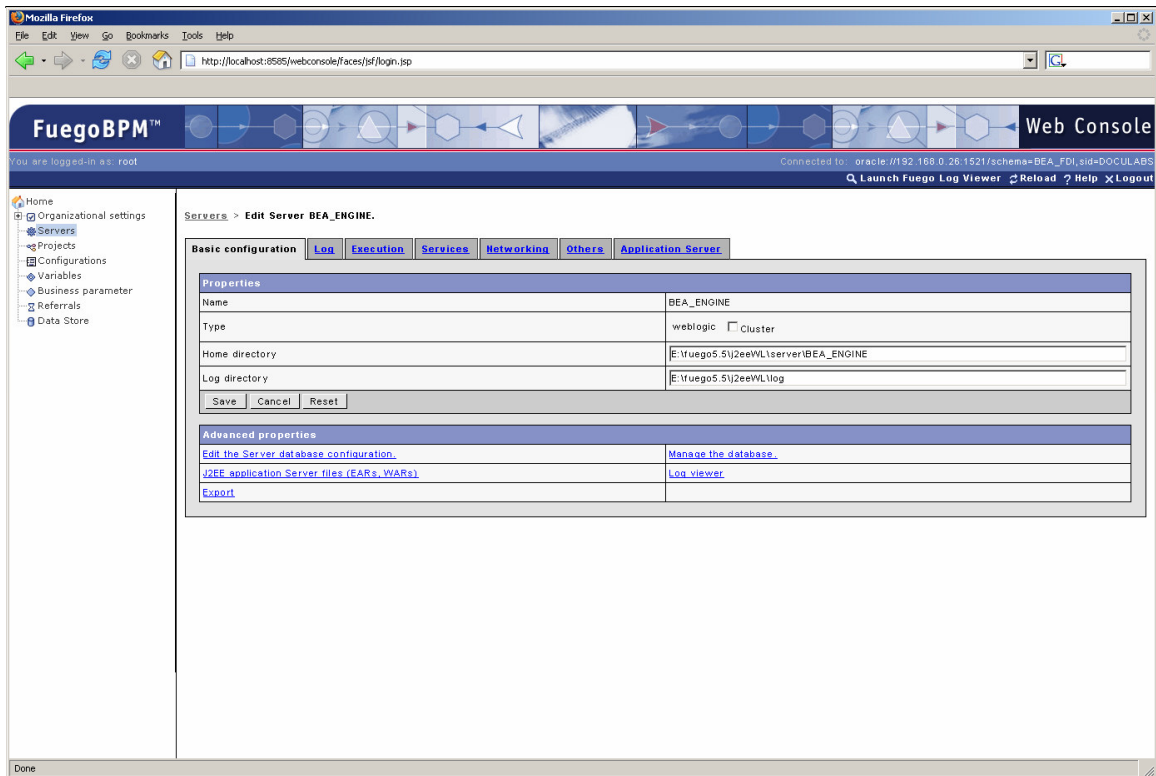 Mozilla Firefox
File Edit View Go Bookmarks Tools Help
http://localhost:8585/webconsole/faces/jsf/login.jsp
G
FuegoBPM™ Web Console
You are logged-in as: root Connected to: oracle://192.168.0.26:1521/schema=BEA_FDI,sid=DOCULABS
Launch Fuego Log Viewer Reload ? Help X Logout
Home
Organizational settings
Servers
Projects
Configurations
Variables
Business parameter
Referrals
Data Store
Servers > Edit Server BEA_ENGINE.
Basic configuration Log Execution Services Networking Others Application Server
Properties
Name BEA_ENGINE
Type weblogic Cluster
Home directory E:\fuego5.5\j2eeWL\server\BEA_ENGINE
Log directory E:\fuego5.5\j2eeWL\log
Save Cancel Reset
Advanced properties
Edit the Server database configuration. Manage the database.
J2EE application Server files (EARs, WARs) Log viewer
Export
Done